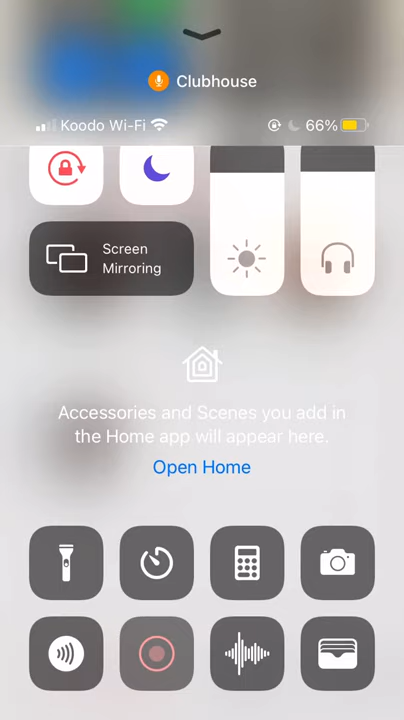 Clubhouse
Koodo Wi-Fi 66%
Screen
Mirroring
Accessories and Scenes you add in
the Home app will appear here.
Open Home